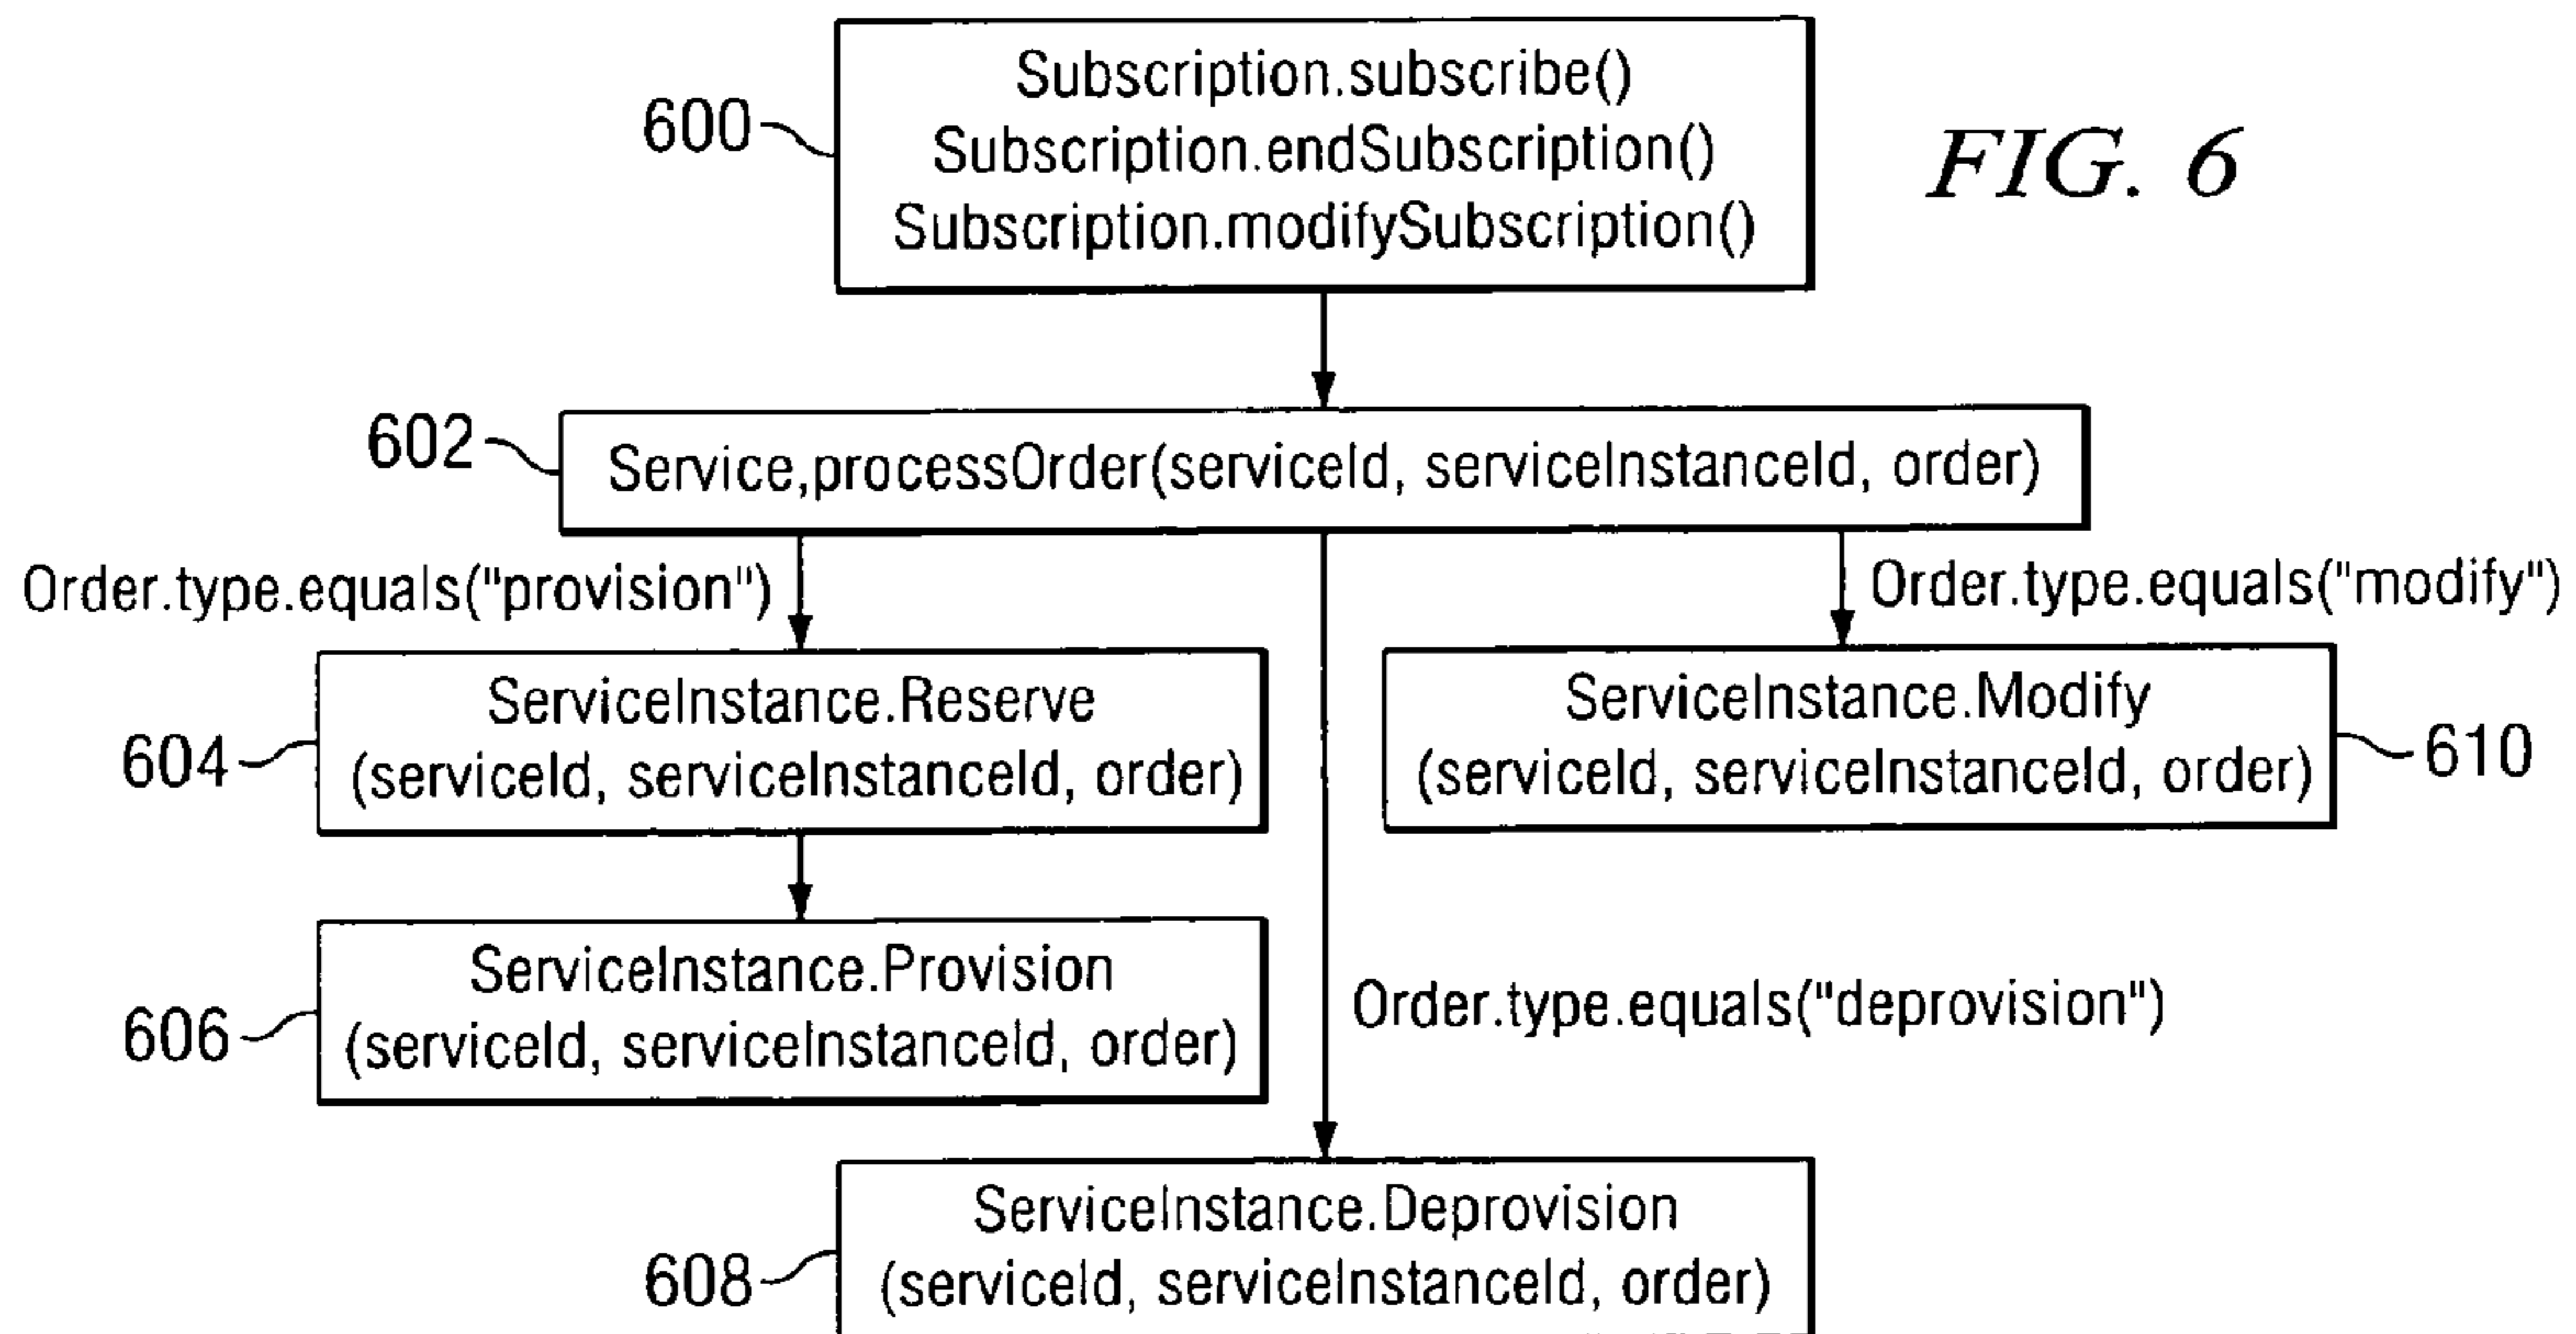 Subscription.subscribe()
Subscription.endSubscription()
Subscription.modifySubscription()
600
FIG. 6
602
Service,processOrder(serviceId, serviceInstanceId, order)
Order.type.equals("provision")
Order.type.equals("modify")
ServiceInstance.Reserve
(serviceId, serviceInstanceId, order)
604
ServiceInstance.Modify
(serviceId, serviceInstanceId, order)
610
ServiceInstance.Provision
(serviceId, serviceInstanceId, order)
606
Order.type.equals("deprovision")
ServiceInstance.Deprovision
(serviceId, serviceInstanceId, order)
608